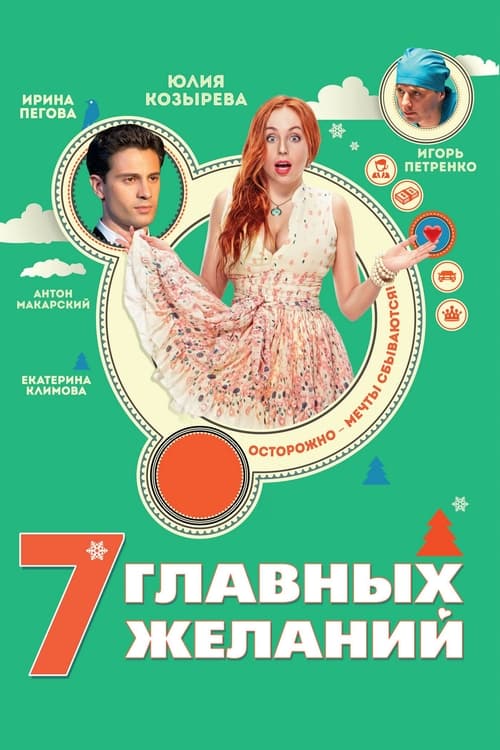 ЮЛИЯ
КОЗЫРЕВА
ИРИНА
ПЕГОВА
ИГОРЬ
ПЕТРЕНКО
АНТОН
МАКАРСКИЙ
ЕКАТЕРИНА
КЛИМОВА
ОСТОРОЖНО – МЕЧТЫ СБЫВАЮТСЯ!
7 ГЛАВНЫХ
ЖЕЛАНИЙ